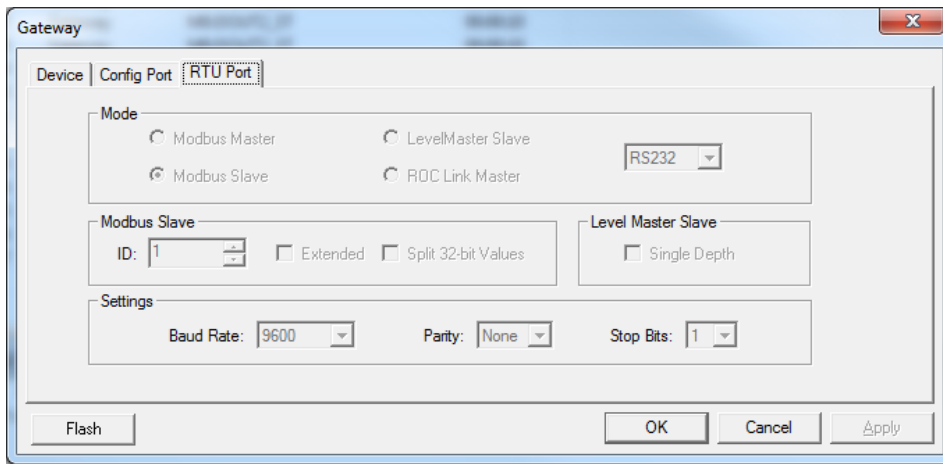 Gateway
Device Config Port RTU Port
Mode
Modbus Master LevelMaster Slave
RS232
Modbus Slave ROC Link Master
Modbus Slave Level Master Slave
ID: 1 Extended Split 32-bit Values Single Depth
Settings
Baud Rate: 9600 Parity: None Stop Bits: 1
Flash OK Cancel Apply